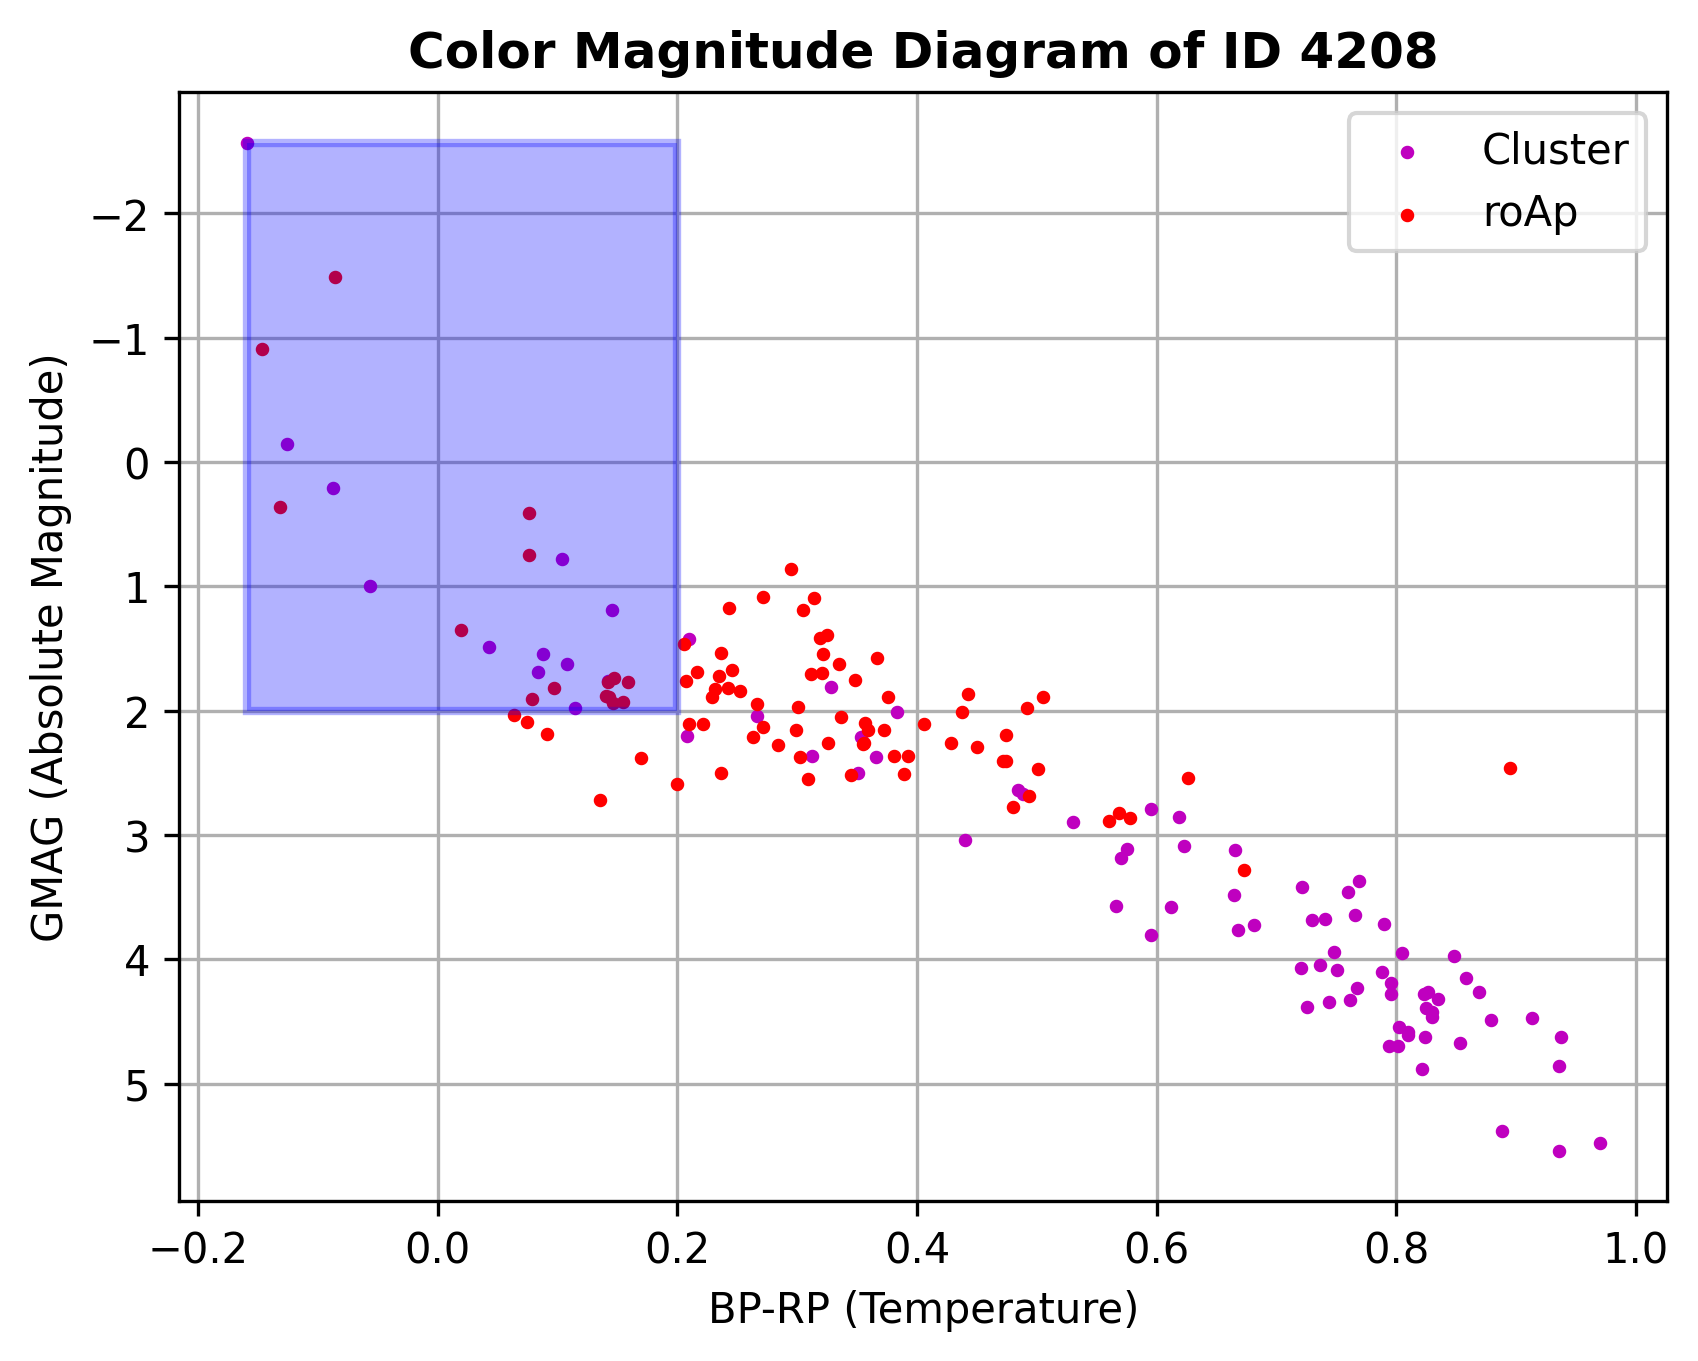 Color Magnitude Diagram of ID 4208
Cluster
roAp
−2
−1
0
1
2
3
4
5
GMAG (Absolute Magnitude)
−0.2 0.0 0.2 0.4 0.6 0.8 1.0
BP-RP (Temperature)